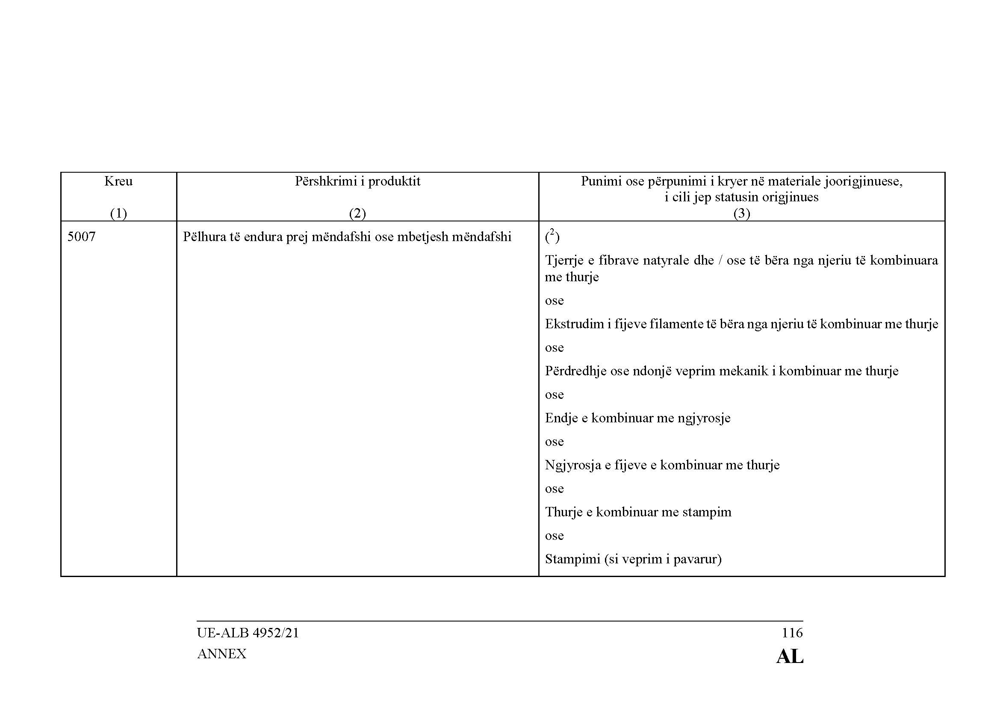 Kreu
(1)
Përshkrimi i produktit
(2)
Punimi ose përpunimi i kryer në materiale joorigjinuese,
i cili jep statusin origjinues
(3)
5007
Pëlhura të endura prej mëndafshi ose mbetjesh mëndafshi
(²)
Tjerrje e fibrave natyrale dhe / ose të bëra nga njeriu të kombinuara
me thurje
ose
Ekstrudim i fijeve filamente të bëra nga njeriu të kombinuar me thurje
ose
Përdredhje ose ndonjë veprim mekanik i kombinuar me thurje
ose
Endje e kombinuar me ngjyrosje
ose
Ngjyrosja e fijeve e kombinuar me thurje
ose
Thurje e kombinuar me stampim
ose
Stampimi (si veprim i pavarur)
UE-ALB 4952/21
116
ANNEX
AL